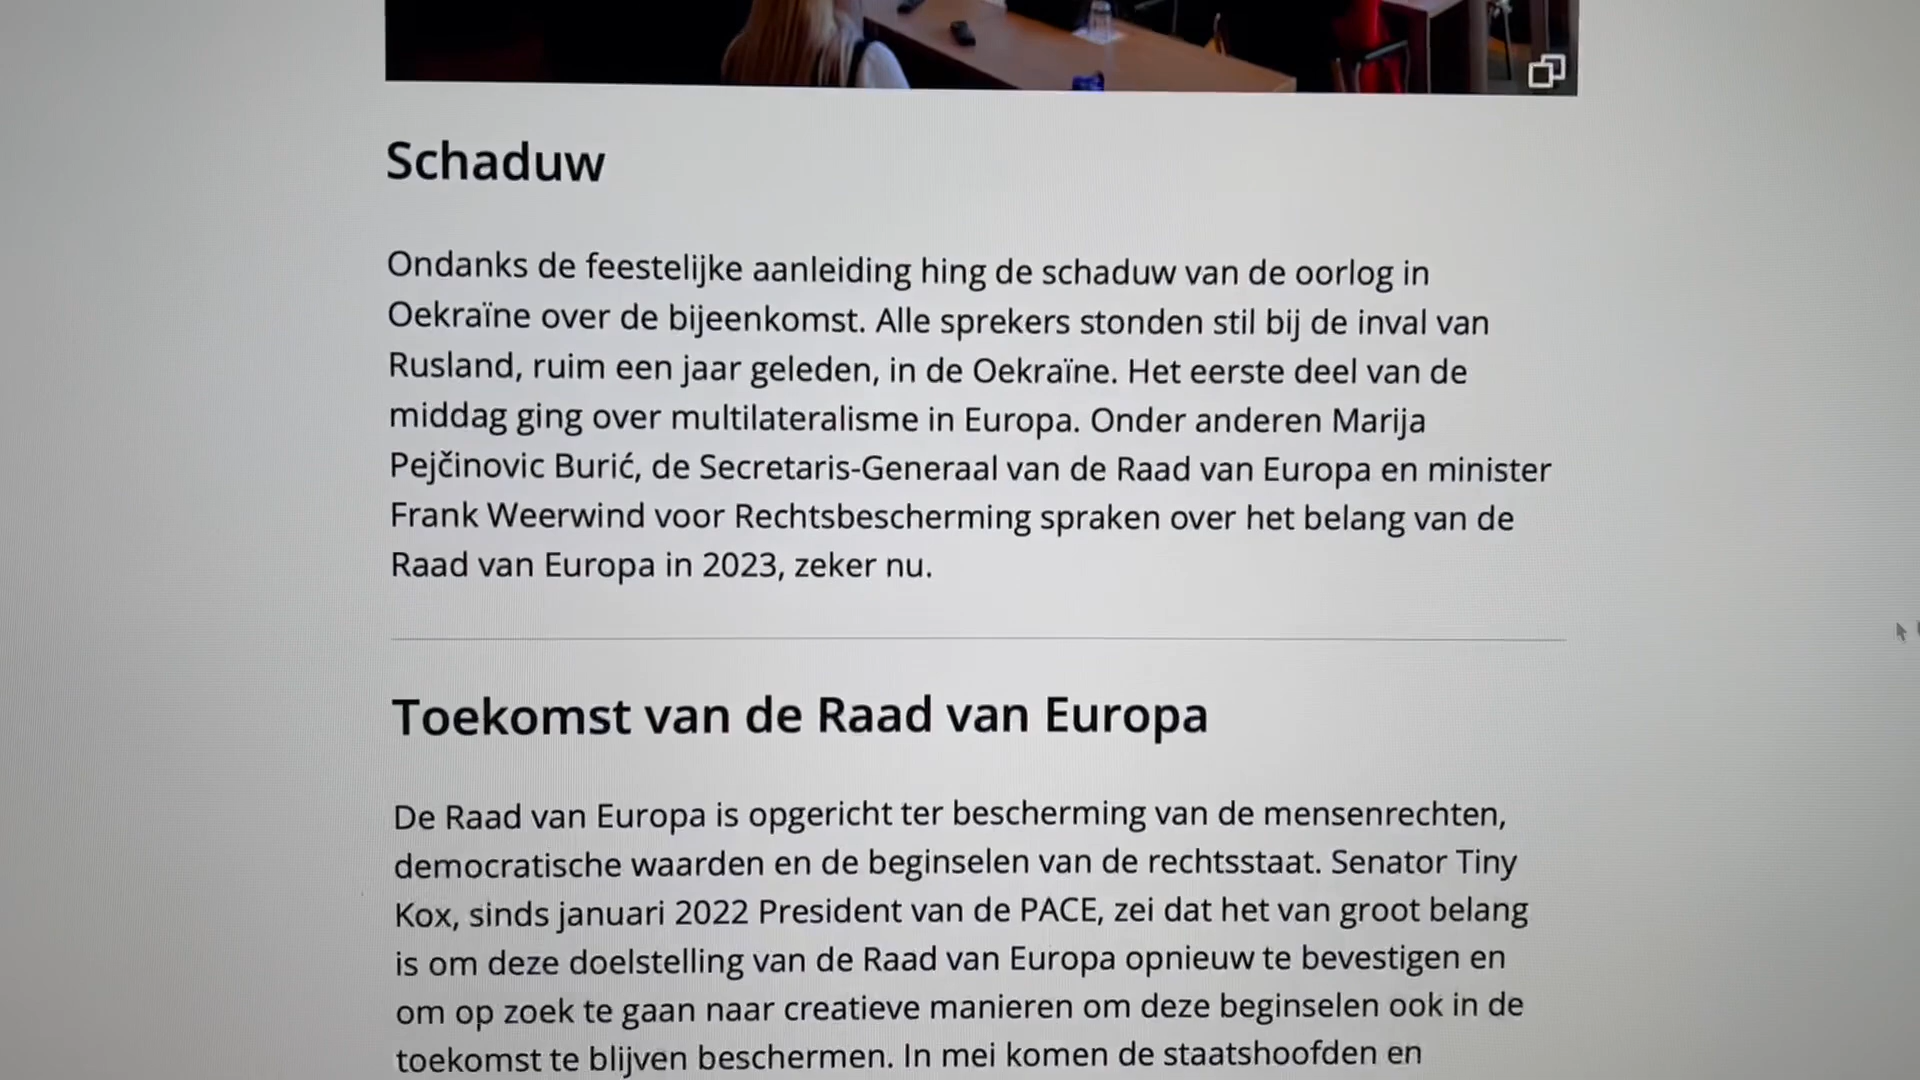 Schaduw
Ondanks de feestelijke aanleiding hing de schaduw van de oorlog in
Oekraïne over de bijeenkomst. Alle sprekers stonden stil bij de inval van
Rusland, ruim een jaar geleden, in de Oekraïne. Het eerste deel van de
middag ging over multilateralisme in Europa. Onder anderen Marija
Pejčinovic Burić, de Secretaris-Generaal van de Raad van Europa en minister
Frank Weerwind voor Rechtsbescherming spraken over het belang van de
Raad van Europa in 2023, zeker nu.
Toekomst van de Raad van Europa
De Raad van Europa is opgericht ter bescherming van de mensenrechten,
democratische waarden en de beginselen van de rechtsstaat. Senator Tiny
Kox, sinds januari 2022 President van de PACE, zei dat het van groot belang
is om deze doelstelling van de Raad van Europa opnieuw te bevestigen en
om op zoek te gaan naar creatieve manieren om deze beginselen ook in de
toekomst te blijven beschermen. In mei komen de staatshoofden en